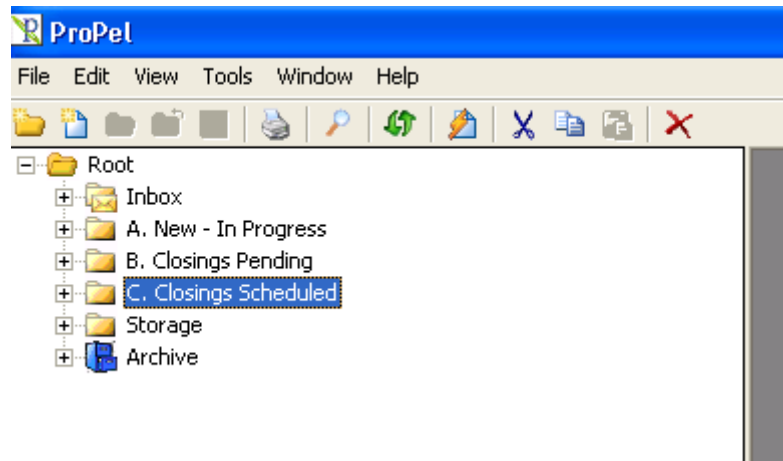 ProPel
File Edit View Tools Window Help
Root
Inbox
A. New - In Progress
B. Closings Pending
C. Closings Scheduled
Storage
Archive